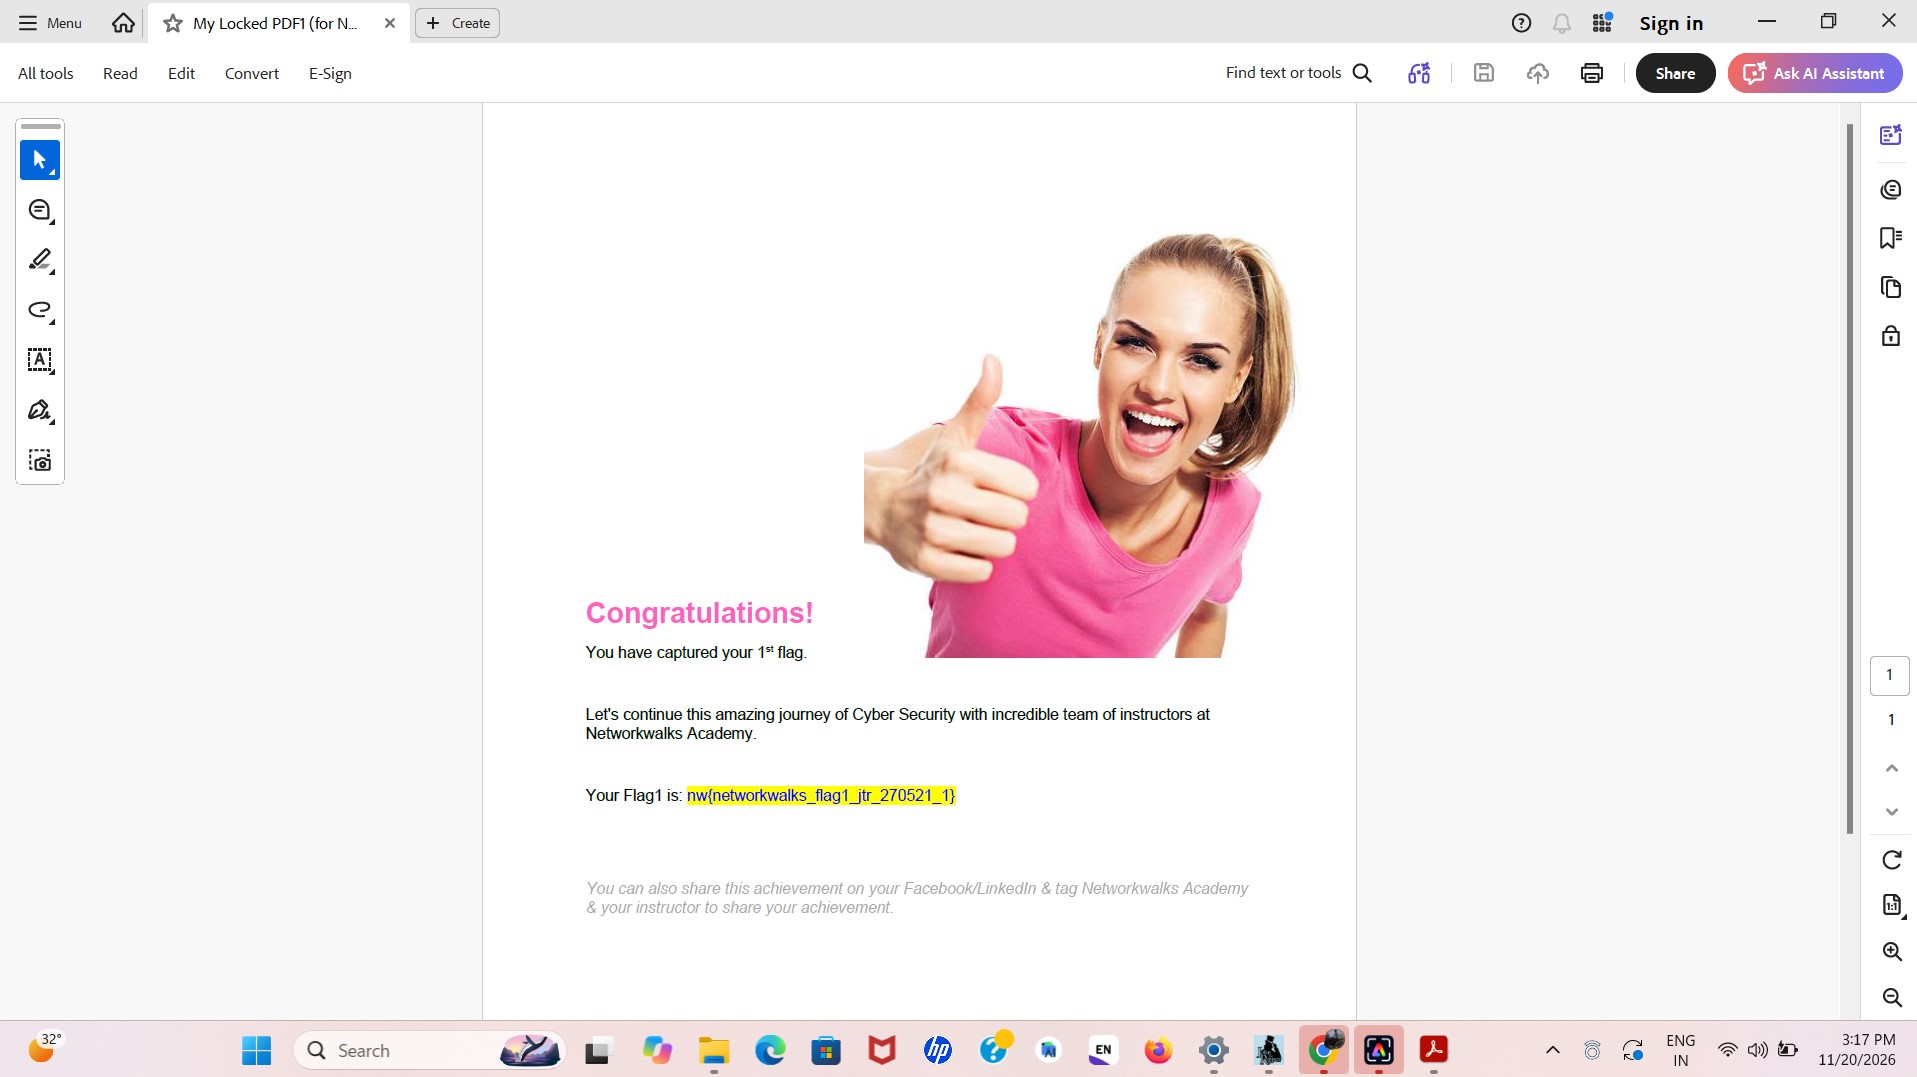 Menu
My Locked PDF1 (for N...
Create
Sign in
All tools
Read
Edit
Convert
E-Sign
Find text or tools
Share
Ask AI Assistant
Congratulations!
You have captured your 1st flag.
Let's continue this amazing journey of Cyber Security with incredible team of instructors at
Networkwalks Academy.
Your Flag1 is: nw{networkwalks_flag1_jtr_270521_1}
You can also share this achievement on your Facebook/LinkedIn & tag Networkwalks Academy
& your instructor to share your achievement.
1
1
1:1
32°
Search
hp
EN
ENG
IN
3:17 PM
11/20/2026